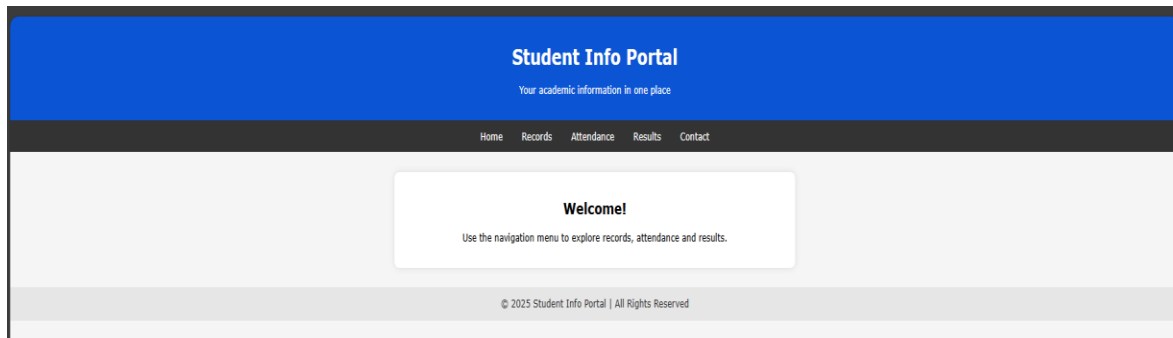 Student Info Portal
Your academic information in one place
Home Records Attendance Results Contact
Welcome!
Use the navigation menu to explore records, attendance and results.
© 2025 Student Info Portal | All Rights Reserved